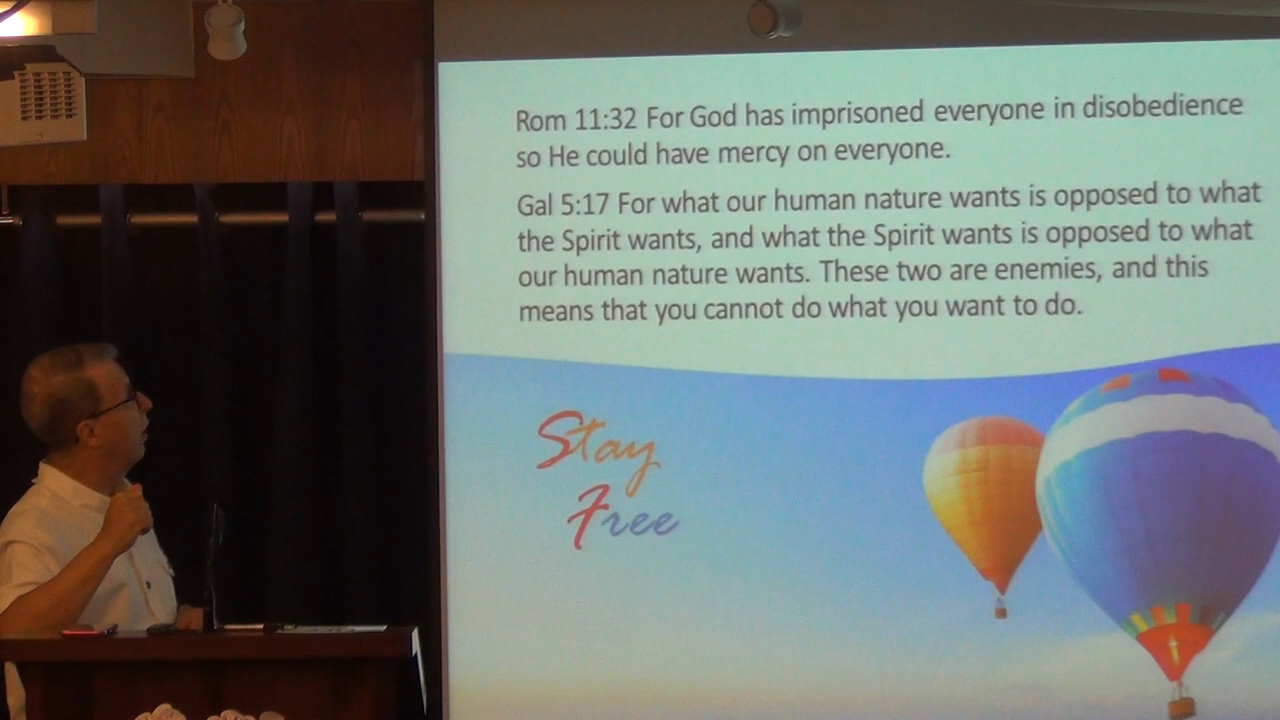 Rom 11:32 For God has imprisoned everyone in disobedience
so He could have mercy on everyone.
Gal 5:17 For what our human nature wants is opposed to what
the Spirit wants, and what the Spirit wants is opposed to what
our human nature wants. These two are enemies, and this
means that you cannot do what you want to do.
Stay
Free